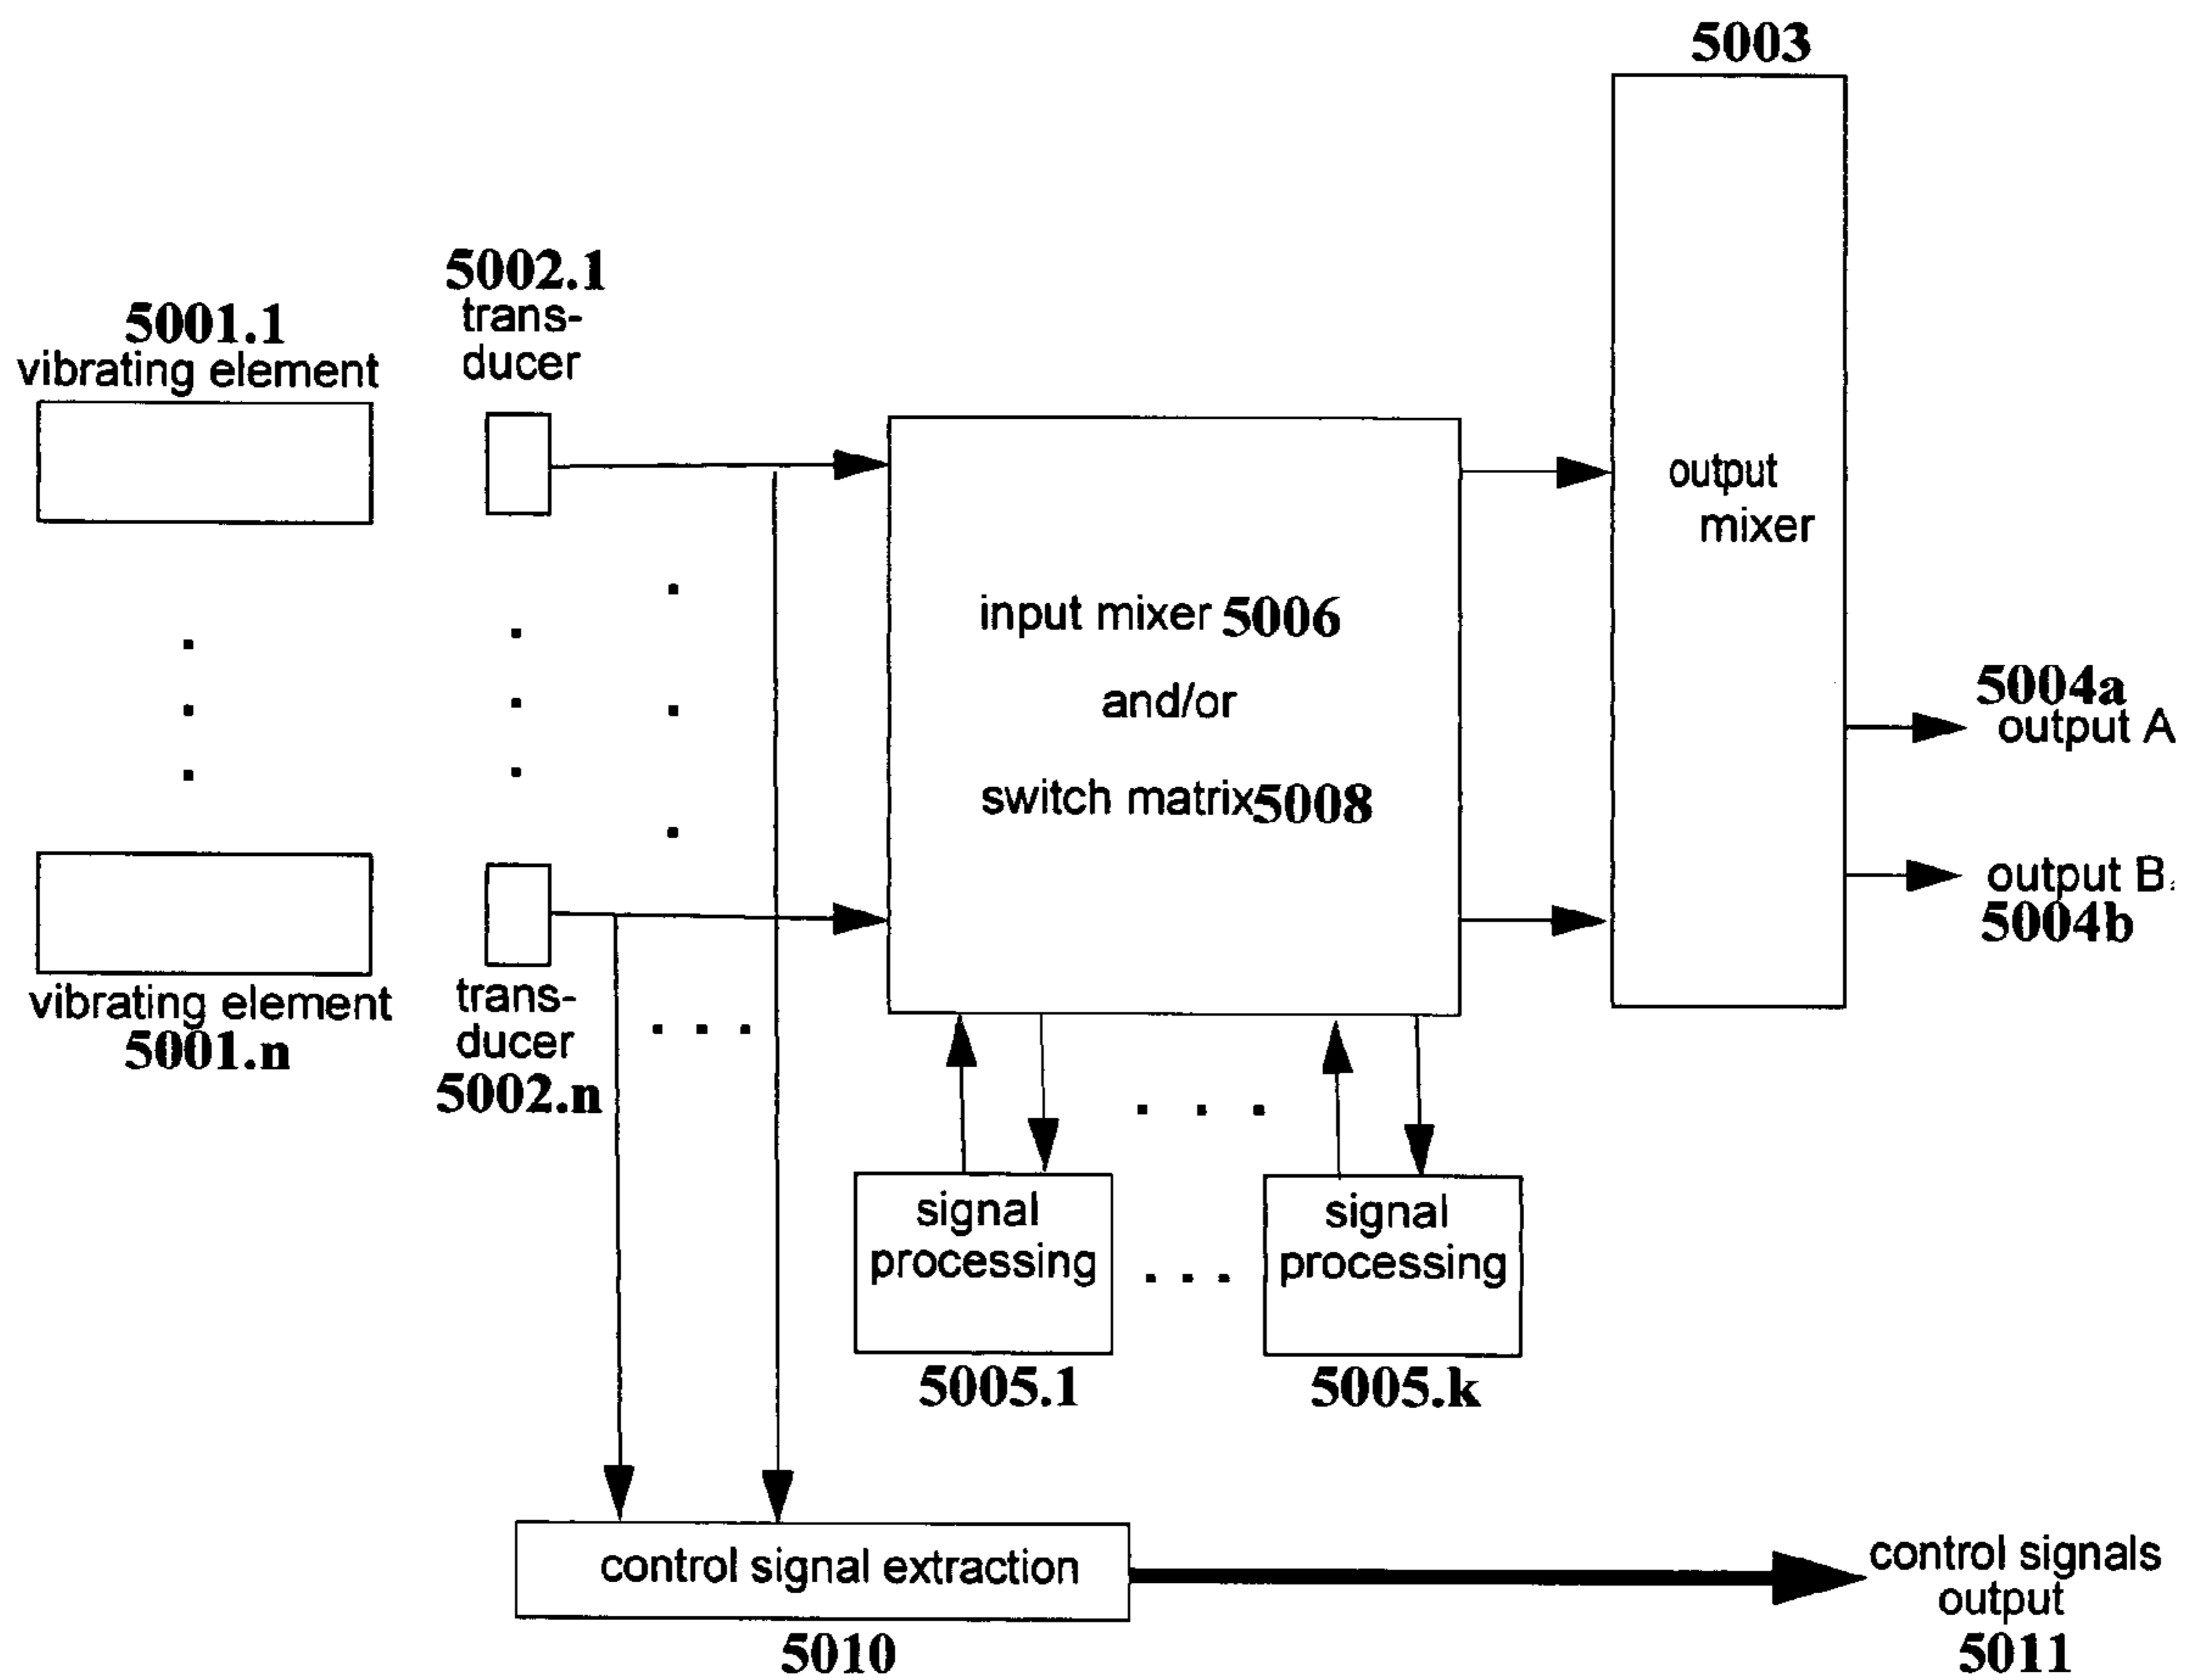 5003
5002.1
trans-
ducer
5001.1
vibrating element
output
mixer
input mixer 5006
and/or
switch matrix 5008
5004a
output A
output B
5004b
vibrating element
5001.n
trans-
ducer
5002.n
signal
processing
5005.1
signal
processing
5005.k
control signal extraction
5010
control signals
output
5011